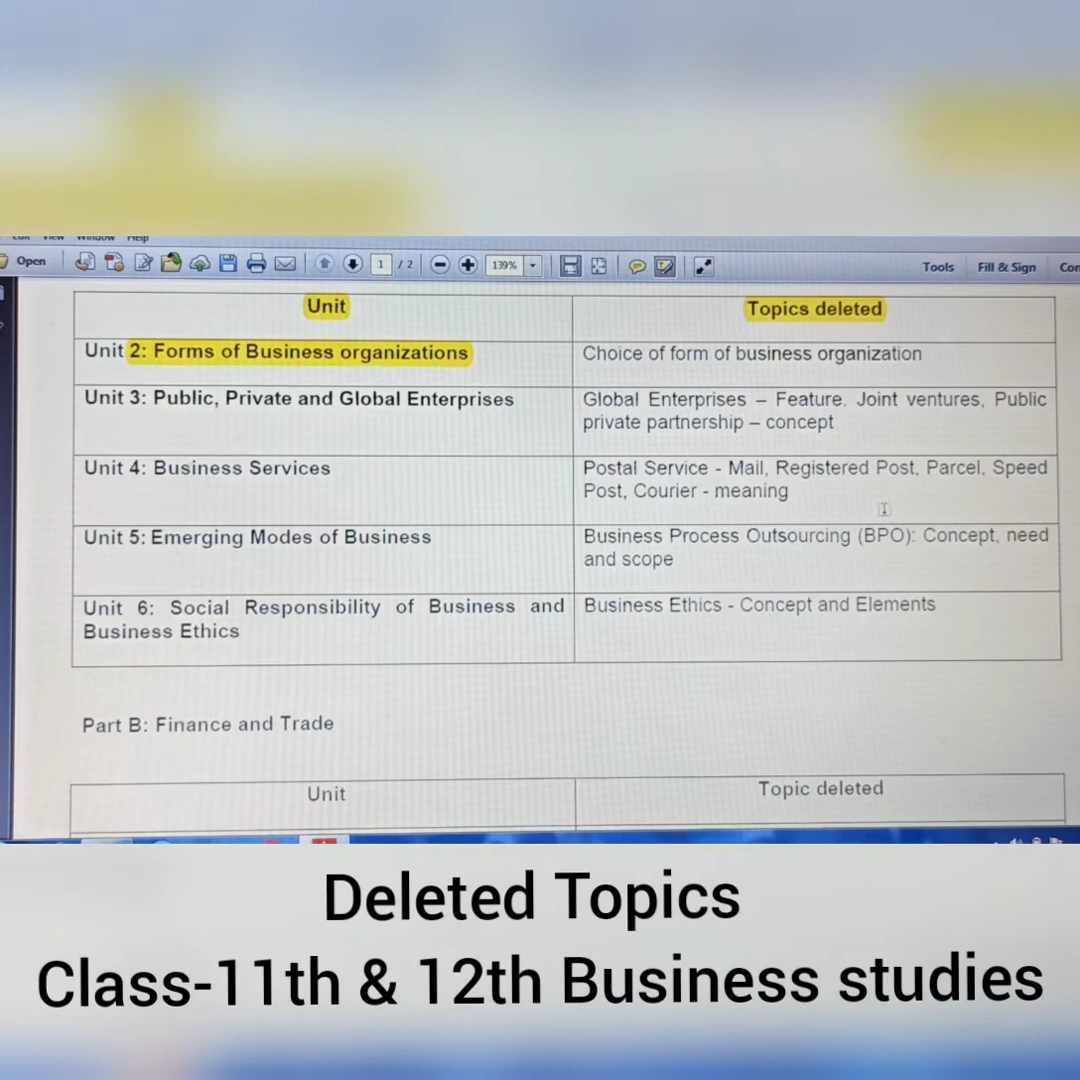 Edit View Window Help
Open
1 / 2
139%
Tools Fill & Sign
Unit Topics deleted
Unit 2: Forms of Business organizations Choice of form of business organization
Unit 3: Public, Private and Global Enterprises Global Enterprises – Feature. Joint ventures, Public
private partnership – concept
Unit 4: Business Services Postal Service - Mail, Registered Post, Parcel, Speed
Post, Courier - meaning
Unit 5: Emerging Modes of Business Business Process Outsourcing (BPO): Concept, need
and scope
Unit 6: Social Responsibility of Business and Business Ethics - Concept and Elements
Business Ethics
Part B: Finance and Trade
Unit Topic deleted
Deleted Topics
Class-11th & 12th Business studies